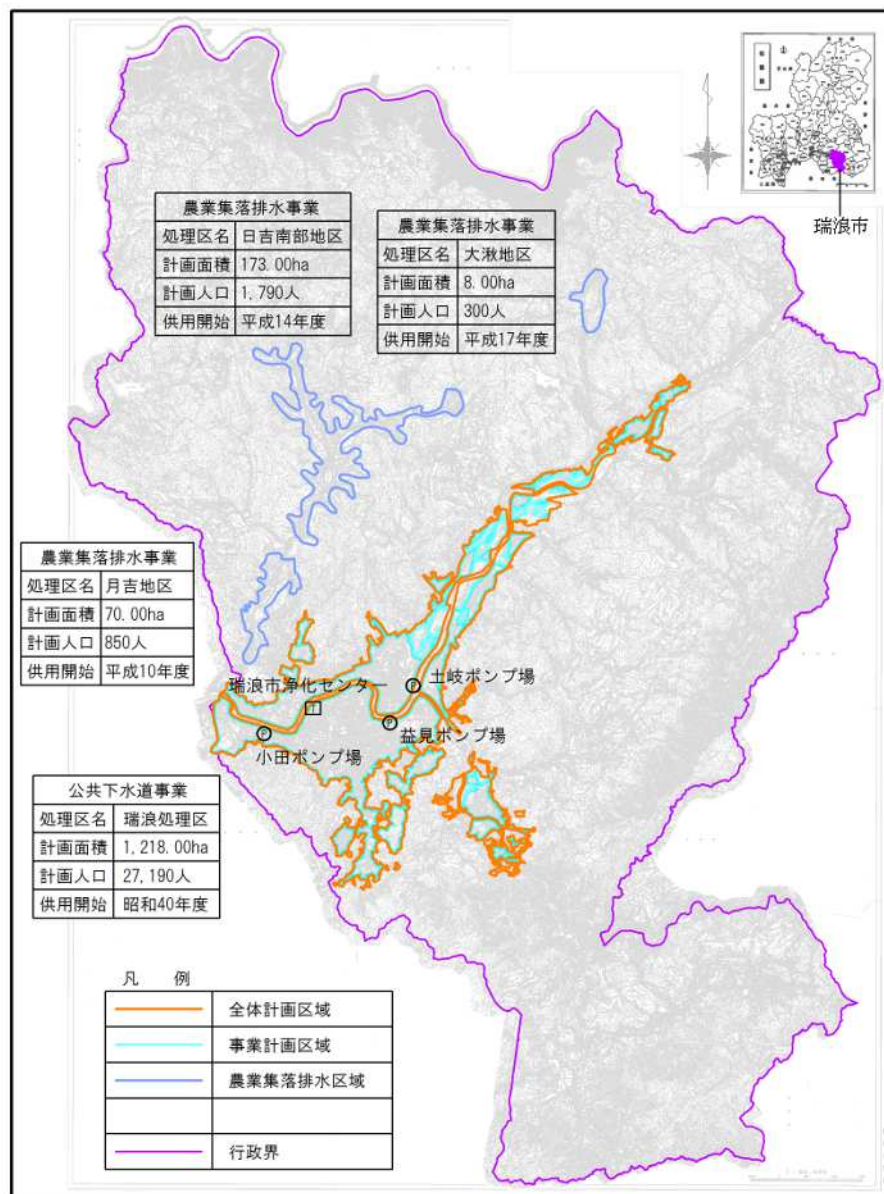 瑞浪市
農業集落排水事業
処理区名 日吉南部地区
計画面積 173.00ha
計画人口 1,790人
供用開始 平成14年度
農業集落排水事業
処理区名 大湫地区
計画面積 8.00ha
計画人口 300人
供用開始 平成17年度
農業集落排水事業
処理区名 月吉地区
計画面積 70.00ha
計画人口 850人
供用開始 平成10年度
瑞浪市浄化センター
土岐ポンプ場
益見ポンプ場
小田ポンプ場
T
P
P
P
公共下水道事業
処理区名 瑞浪処理区
計画面積 1,218.00ha
計画人口 27,190人
供用開始 昭和40年度
凡 例
全体計画区域
事業計画区域
農業集落排水区域
行政界